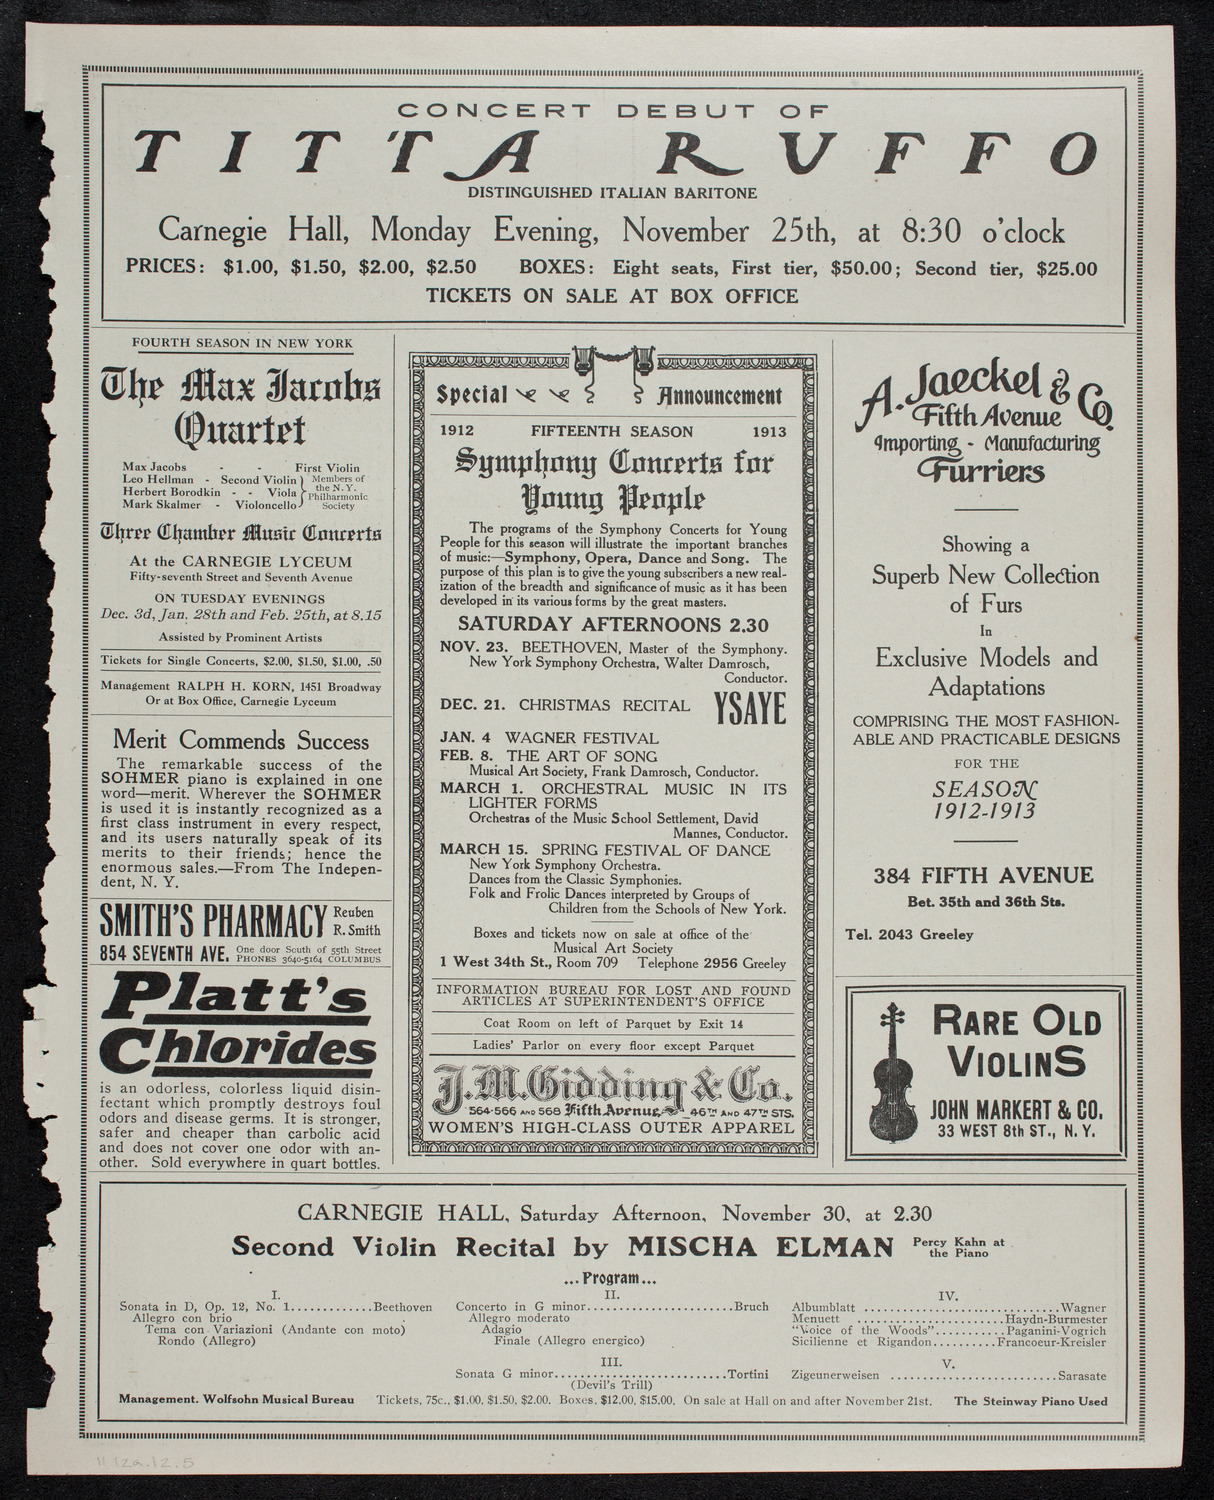 CONCERT DEBUT OF
TITTA RUFFO
DISTINGUISHED ITALIAN BARITONE
Carnegie Hall, Monday Evening, November 25th, at 8:30 o'clock
PRICES: $1.00, $1.50, $2.00, $2.50 BOXES: Eight seats, First tier, $50.00; Second tier, $25.00
TICKETS ON SALE AT BOX OFFICE
FOURTH SEASON IN NEW YORK
The Max Jacobs
Quartet
Max Jacobs - - First Violin
Leo Hellman - Second Violin
Herbert Borodkin - - Viola
Mark Skalmer - Violoncello
Members of
the N. Y.
Philharmonic
Society
Three Chamber Music Concerts
At the CARNEGIE LYCEUM
Fifty-seventh Street and Seventh Avenue
ON TUESDAY EVENINGS
Dec. 3d, Jan. 28th and Feb. 25th, at 8.15
Assisted by Prominent Artists
Tickets for Single Concerts, $2.00, $1.50, $1.00, .50
Management RALPH H. KORN, 1451 Broadway
Or at Box Office, Carnegie Lyceum
Merit Commends Success
The remarkable success of the
SOHMER piano is explained in one
word—merit. Wherever the SOHMER
is used it is instantly recognized as a
first class instrument in every respect,
and its users naturally speak of its
merits to their friends; hence the
enormous sales.—From The Indepen-
dent, N. Y.
SMITH'S PHARMACY Reuben
R. Smith
854 SEVENTH AVE. One door South of 55th Street
PHONES 3640-5164 COLUMBUS
Platt's
Chlorides
is an odorless, colorless liquid disin-
fectant which promptly destroys foul
odors and disease germs. It is stronger,
safer and cheaper than carbolic acid
and does not cover one odor with an-
other. Sold everywhere in quart bottles.
Special Announcement
1912 FIFTEENTH SEASON 1913
Symphony Concerts for
Young People
The programs of the Symphony Concerts for Young
People for this season will illustrate the important branches
of music:—Symphony, Opera, Dance and Song. The
purpose of this plan is to give the young subscribers a new real-
ization of the breadth and significance of music as it has been
developed in its various forms by the great masters.
SATURDAY AFTERNOONS 2.30
NOV. 23. BEETHOVEN, Master of the Symphony.
New York Symphony Orchestra, Walter Damrosch,
Conductor.
DEC. 21. CHRISTMAS RECITAL YSAYE
JAN. 4 WAGNER FESTIVAL
FEB. 8. THE ART OF SONG
Musical Art Society, Frank Damrosch, Conductor.
MARCH 1. ORCHESTRAL MUSIC IN ITS
LIGHTER FORMS
Orchestras of the Music School Settlement, David
Mannes, Conductor.
MARCH 15. SPRING FESTIVAL OF DANCE
New York Symphony Orchestra.
Dances from the Classic Symphonies.
Folk and Frolic Dances interpreted by Groups of
Children from the Schools of New York.
Boxes and tickets now on sale at office of the
Musical Art Society
1 West 34th St., Room 709 Telephone 2956 Greeley
INFORMATION BUREAU FOR LOST AND FOUND
ARTICLES AT SUPERINTENDENT'S OFFICE
Coat Room on left of Parquet by Exit 14
Ladies' Parlor on every floor except Parquet
J.M.Gidding & Co.
564-566 AND 568 Fifth Avenue, 46TH AND 47TH STS.
WOMEN'S HIGH-CLASS OUTER APPAREL
A. Jaeckel & Co.
Fifth Avenue
Importing - Manufacturing
Furriers
Showing a
Superb New Collection
of Furs
In
Exclusive Models and
Adaptations
COMPRISING THE MOST FASHION-
ABLE AND PRACTICABLE DESIGNS
FOR THE
SEASON
1912-1913
384 FIFTH AVENUE
Bet. 35th and 36th Sts.
Tel. 2043 Greeley
RARE OLD
VIOLINS
JOHN MARKERT & CO.
33 WEST 8th ST., N. Y.
CARNEGIE HALL, Saturday Afternoon, November 30, at 2.30
Second Violin Recital by MISCHA ELMAN Percy Kahn at
the Piano
...Program...
I.
Sonata in D, Op. 12, No. 1............Beethoven
Allegro con brio
Tema con Variazioni (Andante con moto)
Rondo (Allegro)
II.
Concerto in G minor......................Bruch
Allegro moderato
Adagio
Finale (Allegro energico)
III.
Sonata G minor.........................Tortini
(Devil's Trill)
IV.
Albumblatt .............................Wagner
Menuett ......................Haydn-Burmester
"Voice of the Woods"..........Paganini-Vogrich
Sicilienne et Rigandon..........Francoeur-Kreisler
V.
Zigeunerweisen ........................Sarasate
Management. Wolfsohn Musical Bureau Tickets, 75c., $1.00, $1.50, $2.00. Boxes, $12.00, $15.00. On sale at Hall on and after November 21st. The Steinway Piano Used